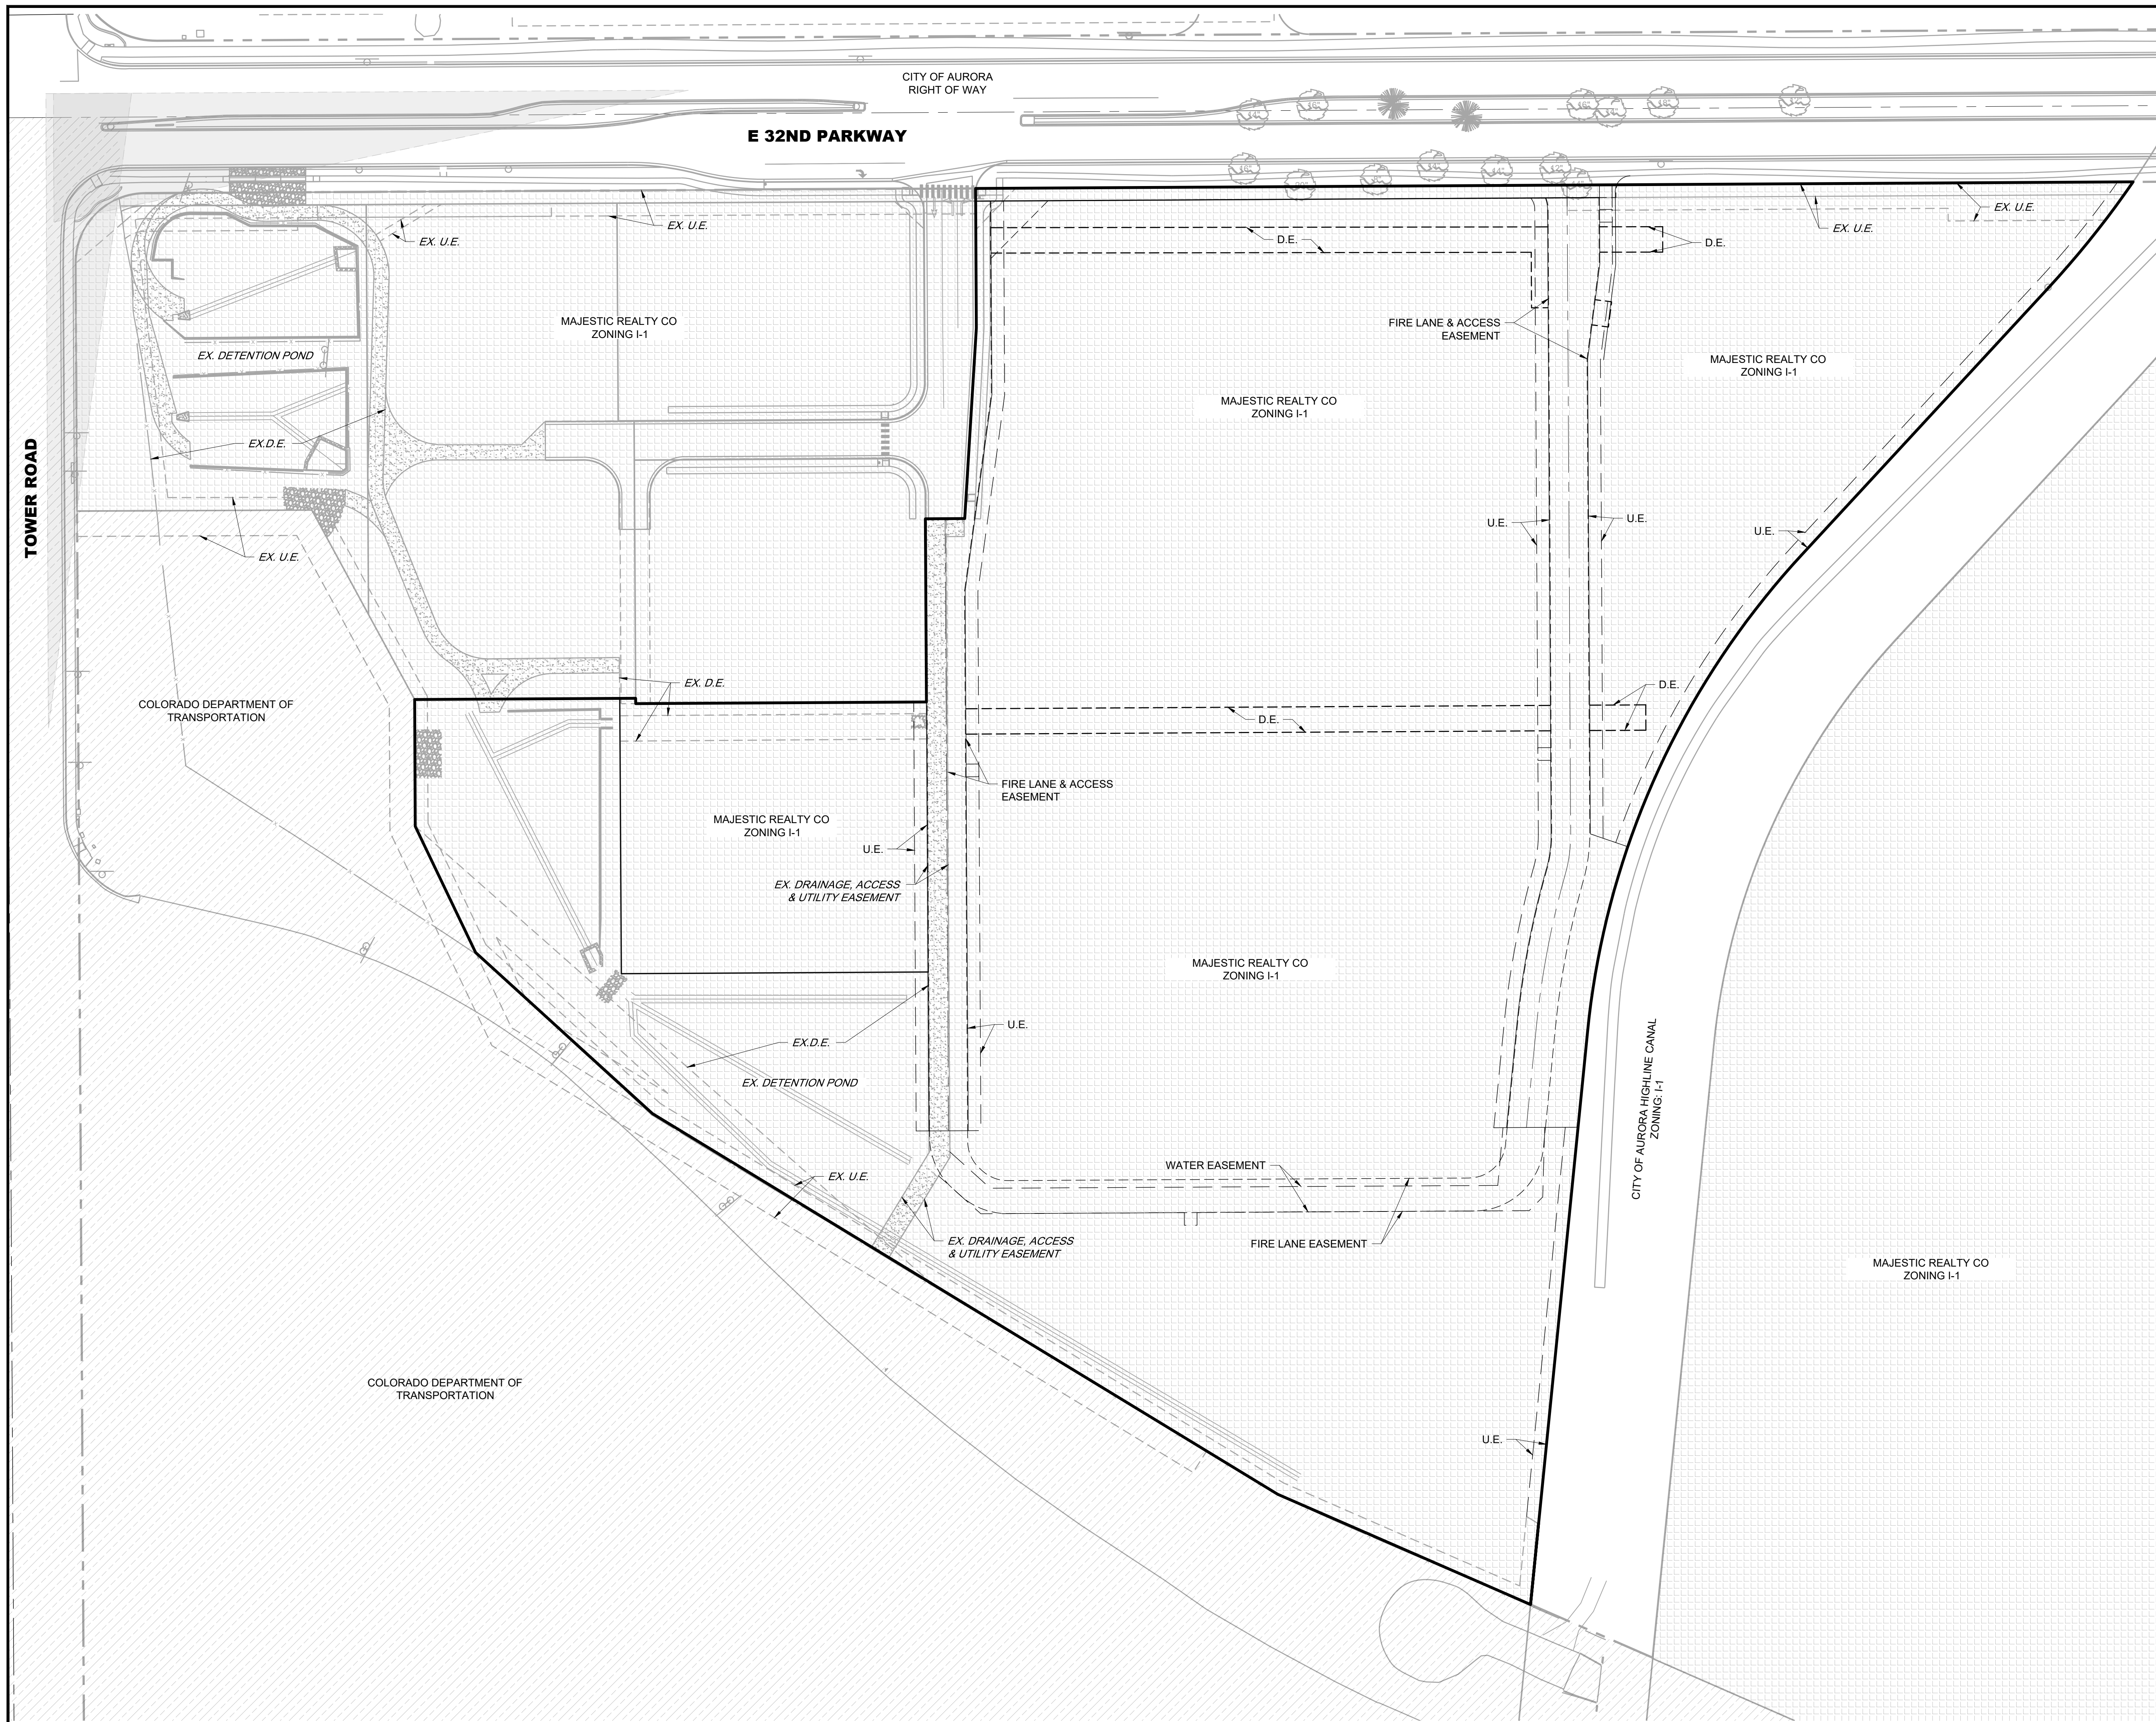 CITY OF AURORA
RIGHT OF WAY
E 32ND PARKWAY
EX. U.E.
EX. U.E.
EX. U.E.
EX. U.E.
D.E.
D.E.
MAJESTIC REALTY CO
ZONING I-1
FIRE LANE & ACCESS
EASEMENT
EX. DETENTION POND
MAJESTIC REALTY CO
ZONING I-1
MAJESTIC REALTY CO
ZONING I-1
EX.D.E.
TOWER ROAD
U.E.
U.E.
U.E.
EX. U.E.
EX. D.E.
D.E.
COLORADO DEPARTMENT OF
TRANSPORTATION
D.E.
FIRE LANE & ACCESS
EASEMENT
MAJESTIC REALTY CO
ZONING I-1
U.E.
EX. DRAINAGE, ACCESS
& UTILITY EASEMENT
MAJESTIC REALTY CO
ZONING I-1
U.E.
EX.D.E.
EX. DETENTION POND
CITY OF AURORA HIGHLINE CANAL
ZONING: I-1
WATER EASEMENT
EX. U.E.
EX. DRAINAGE, ACCESS
& UTILITY EASEMENT
FIRE LANE EASEMENT
MAJESTIC REALTY CO
ZONING I-1
COLORADO DEPARTMENT OF
TRANSPORTATION
U.E.